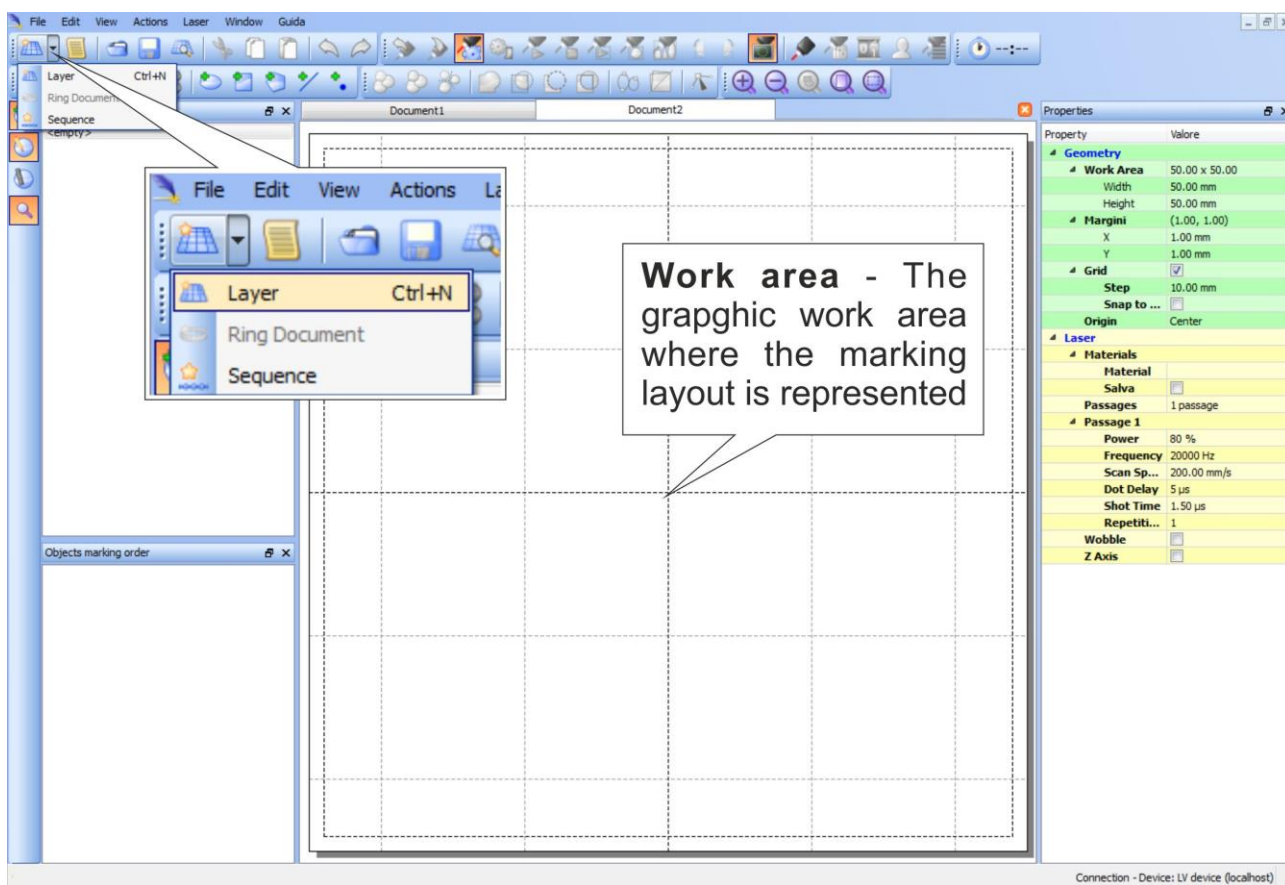 File Edit View Actions Laser Window Guida
--:--
Layer Ctrl+N
Ring Document
Sequence
<empty>
Document1 Document2
File Edit View Actions
Layer Ctrl+N
Ring Document
Sequence
Work area - The
grapghic work area
where the marking
layout is represented
Objects marking order
Properties
Property Valore
Geometry
Work Area 50.00 x 50.00
Width 50.00 mm
Height 50.00 mm
Margini (1.00, 1.00)
X 1.00 mm
Y 1.00 mm
Grid
Step 10.00 mm
Snap to ...
Origin Center
Laser
Materials
Material
Salva
Passages 1 passage
Passage 1
Power 80 %
Frequency 20000 Hz
Scan Sp... 200.00 mm/s
Dot Delay 5 µs
Shot Time 1.50 µs
Repetiti... 1
Wobble
Z Axis
Connection - Device: LV device (localhost)